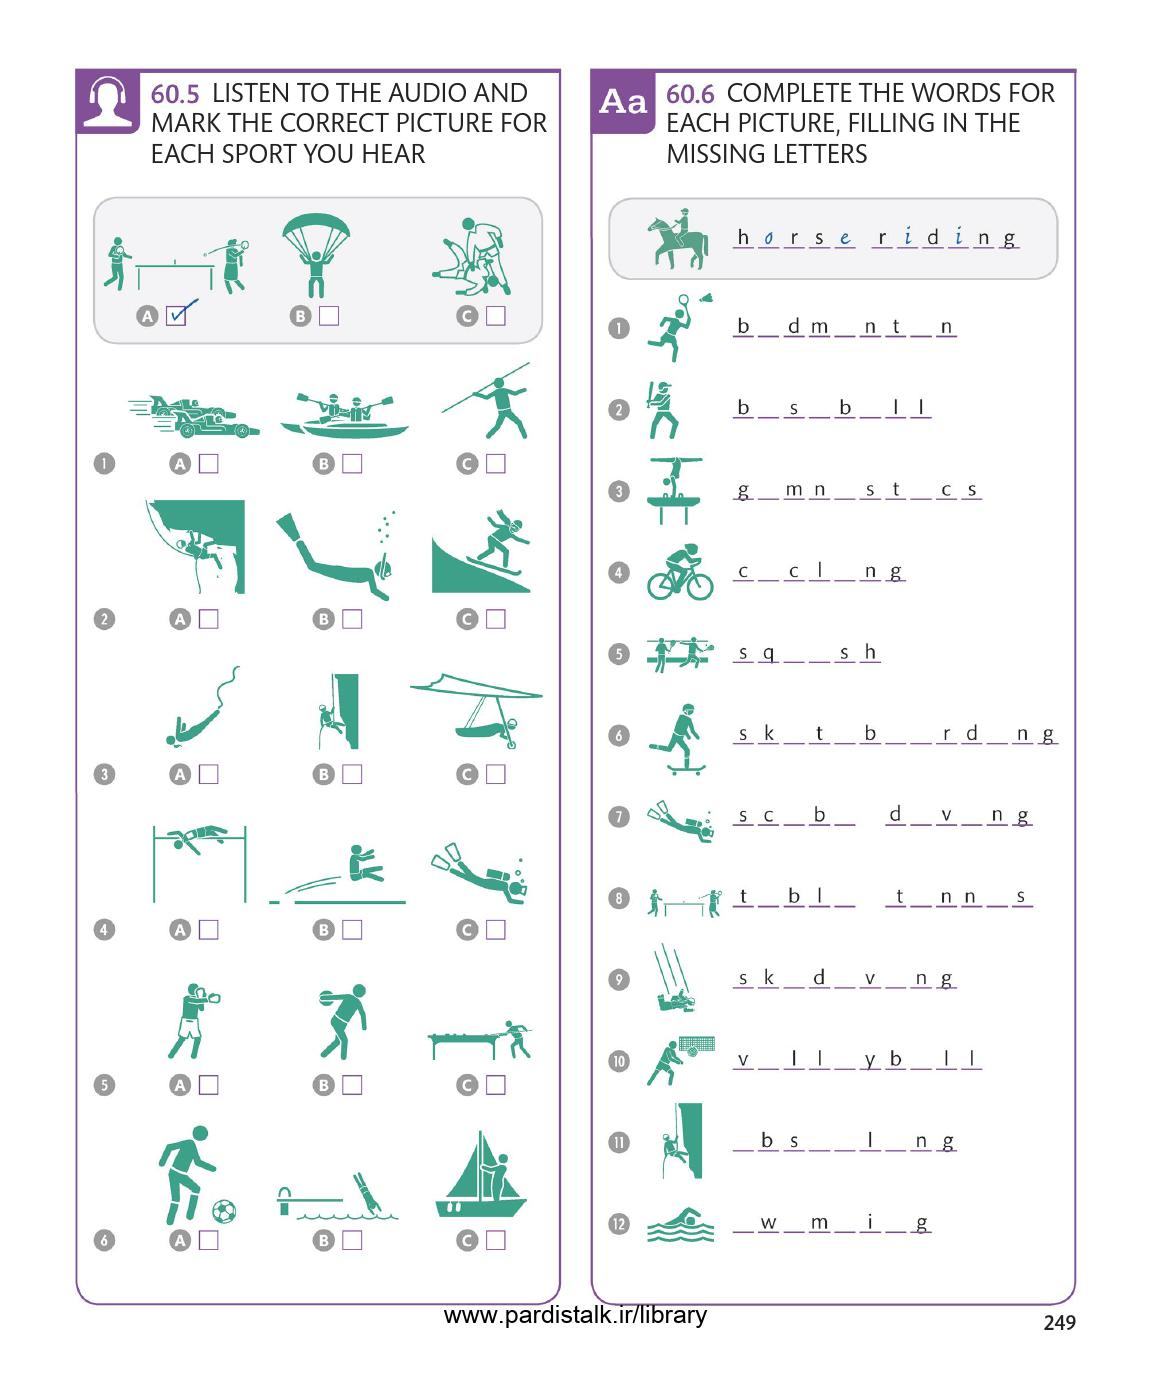 60.5 LISTEN TO THE AUDIO AND
MARK THE CORRECT PICTURE FOR
EACH SPORT YOU HEAR
A B C
1 A B C
2 A B C
3 A B C
4 A B C
5 A B C
6 A B C
Aa 60.6 COMPLETE THE WORDS FOR
EACH PICTURE, FILLING IN THE
MISSING LETTERS
h o r s e r i d i n g
1 b _ d m _ n t _ n
2 b _ s _ b _ l l
3 g _ m n _ s t _ c s
4 c _ c l _ n g
5 s q _ _ s h
6 s k _ t _ b _ _ r d _ n g
7 s c _ b _ d _ v _ n g
8 t _ b l _ t _ n n _ s
9 s k _ d _ v _ n g
10 v _ l l _ y b _ l l
11 _ b s _ _ l _ n g
12 _ w _ m _ i _ g
www.pardistalk.ir/library
249